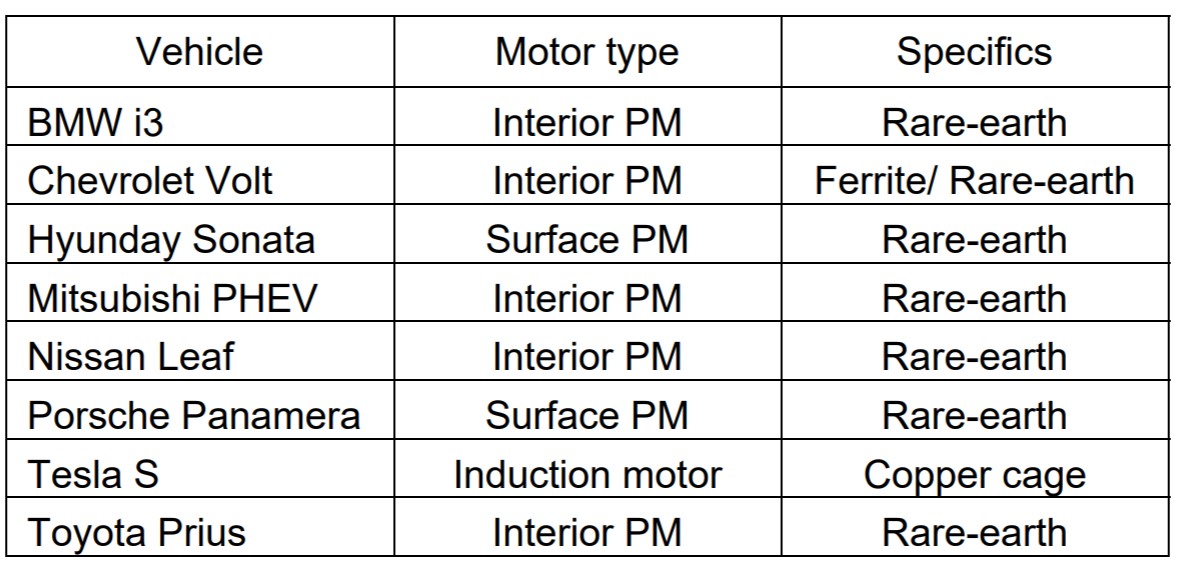 Vehicle Motor type Specifics
BMW i3 Interior PM Rare-earth
Chevrolet Volt Interior PM Ferrite/ Rare-earth
Hyunday Sonata Surface PM Rare-earth
Mitsubishi PHEV Interior PM Rare-earth
Nissan Leaf Interior PM Rare-earth
Porsche Panamera Surface PM Rare-earth
Tesla S Induction motor Copper cage
Toyota Prius Interior PM Rare-earth